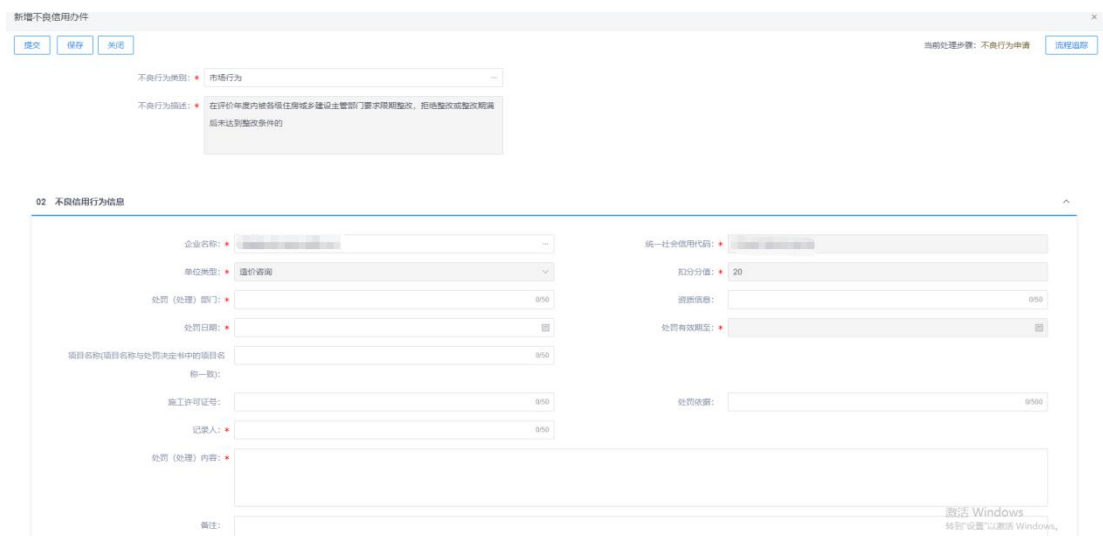 新增不良信用办件
×
提交 保存 关闭 当前处理步骤：不良行为申请 流程追踪
不良行为类别：* 市场行为
不良行为描述：* 在评价年度内被各级住房城乡建设主管部门要求限期整改，拒绝整改或整改期满
后未达到整改条件的
02 不良信用行为信息
企业名称：* 统一社会信用代码：*
单位类型：* 造价咨询 扣分分值：* 20
处罚（处理）部门：* 0/50 资质信息： 0/50
处罚日期：* 处罚有效期至：*
项目名称(项目名称与处罚决定书中的项目名 0/50
称一致)：
施工许可证号： 0/50 处罚依据： 0/500
记录人：* 0/50
处罚（处理）内容：*
备注：
激活 Windows
转到"设置"以激活 Windows。